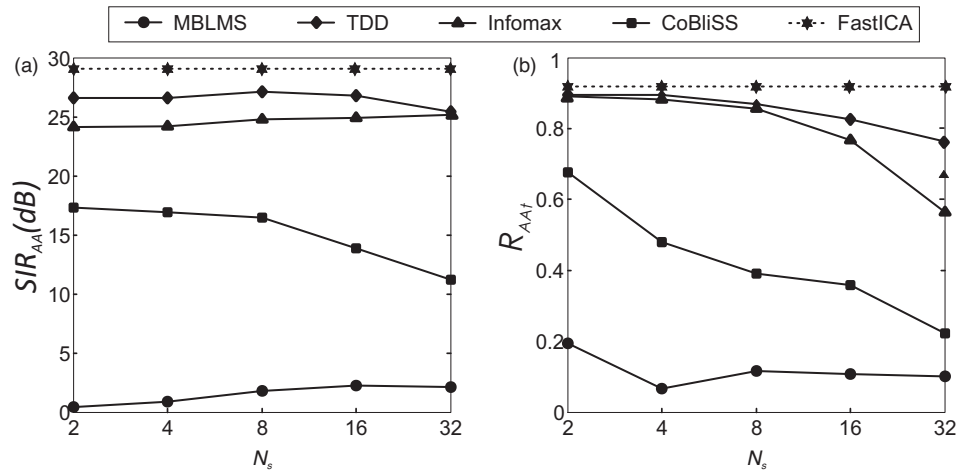 MBLMS TDD Infomax CoBliSS FastICA
(a)
30
25
20
15
10
5
0
SIR_AA(dB)
2 4 8 16 32
N_s
(b)
1
0.8
0.6
0.4
0.2
0
R_AA†
2 4 8 16 32
N_s